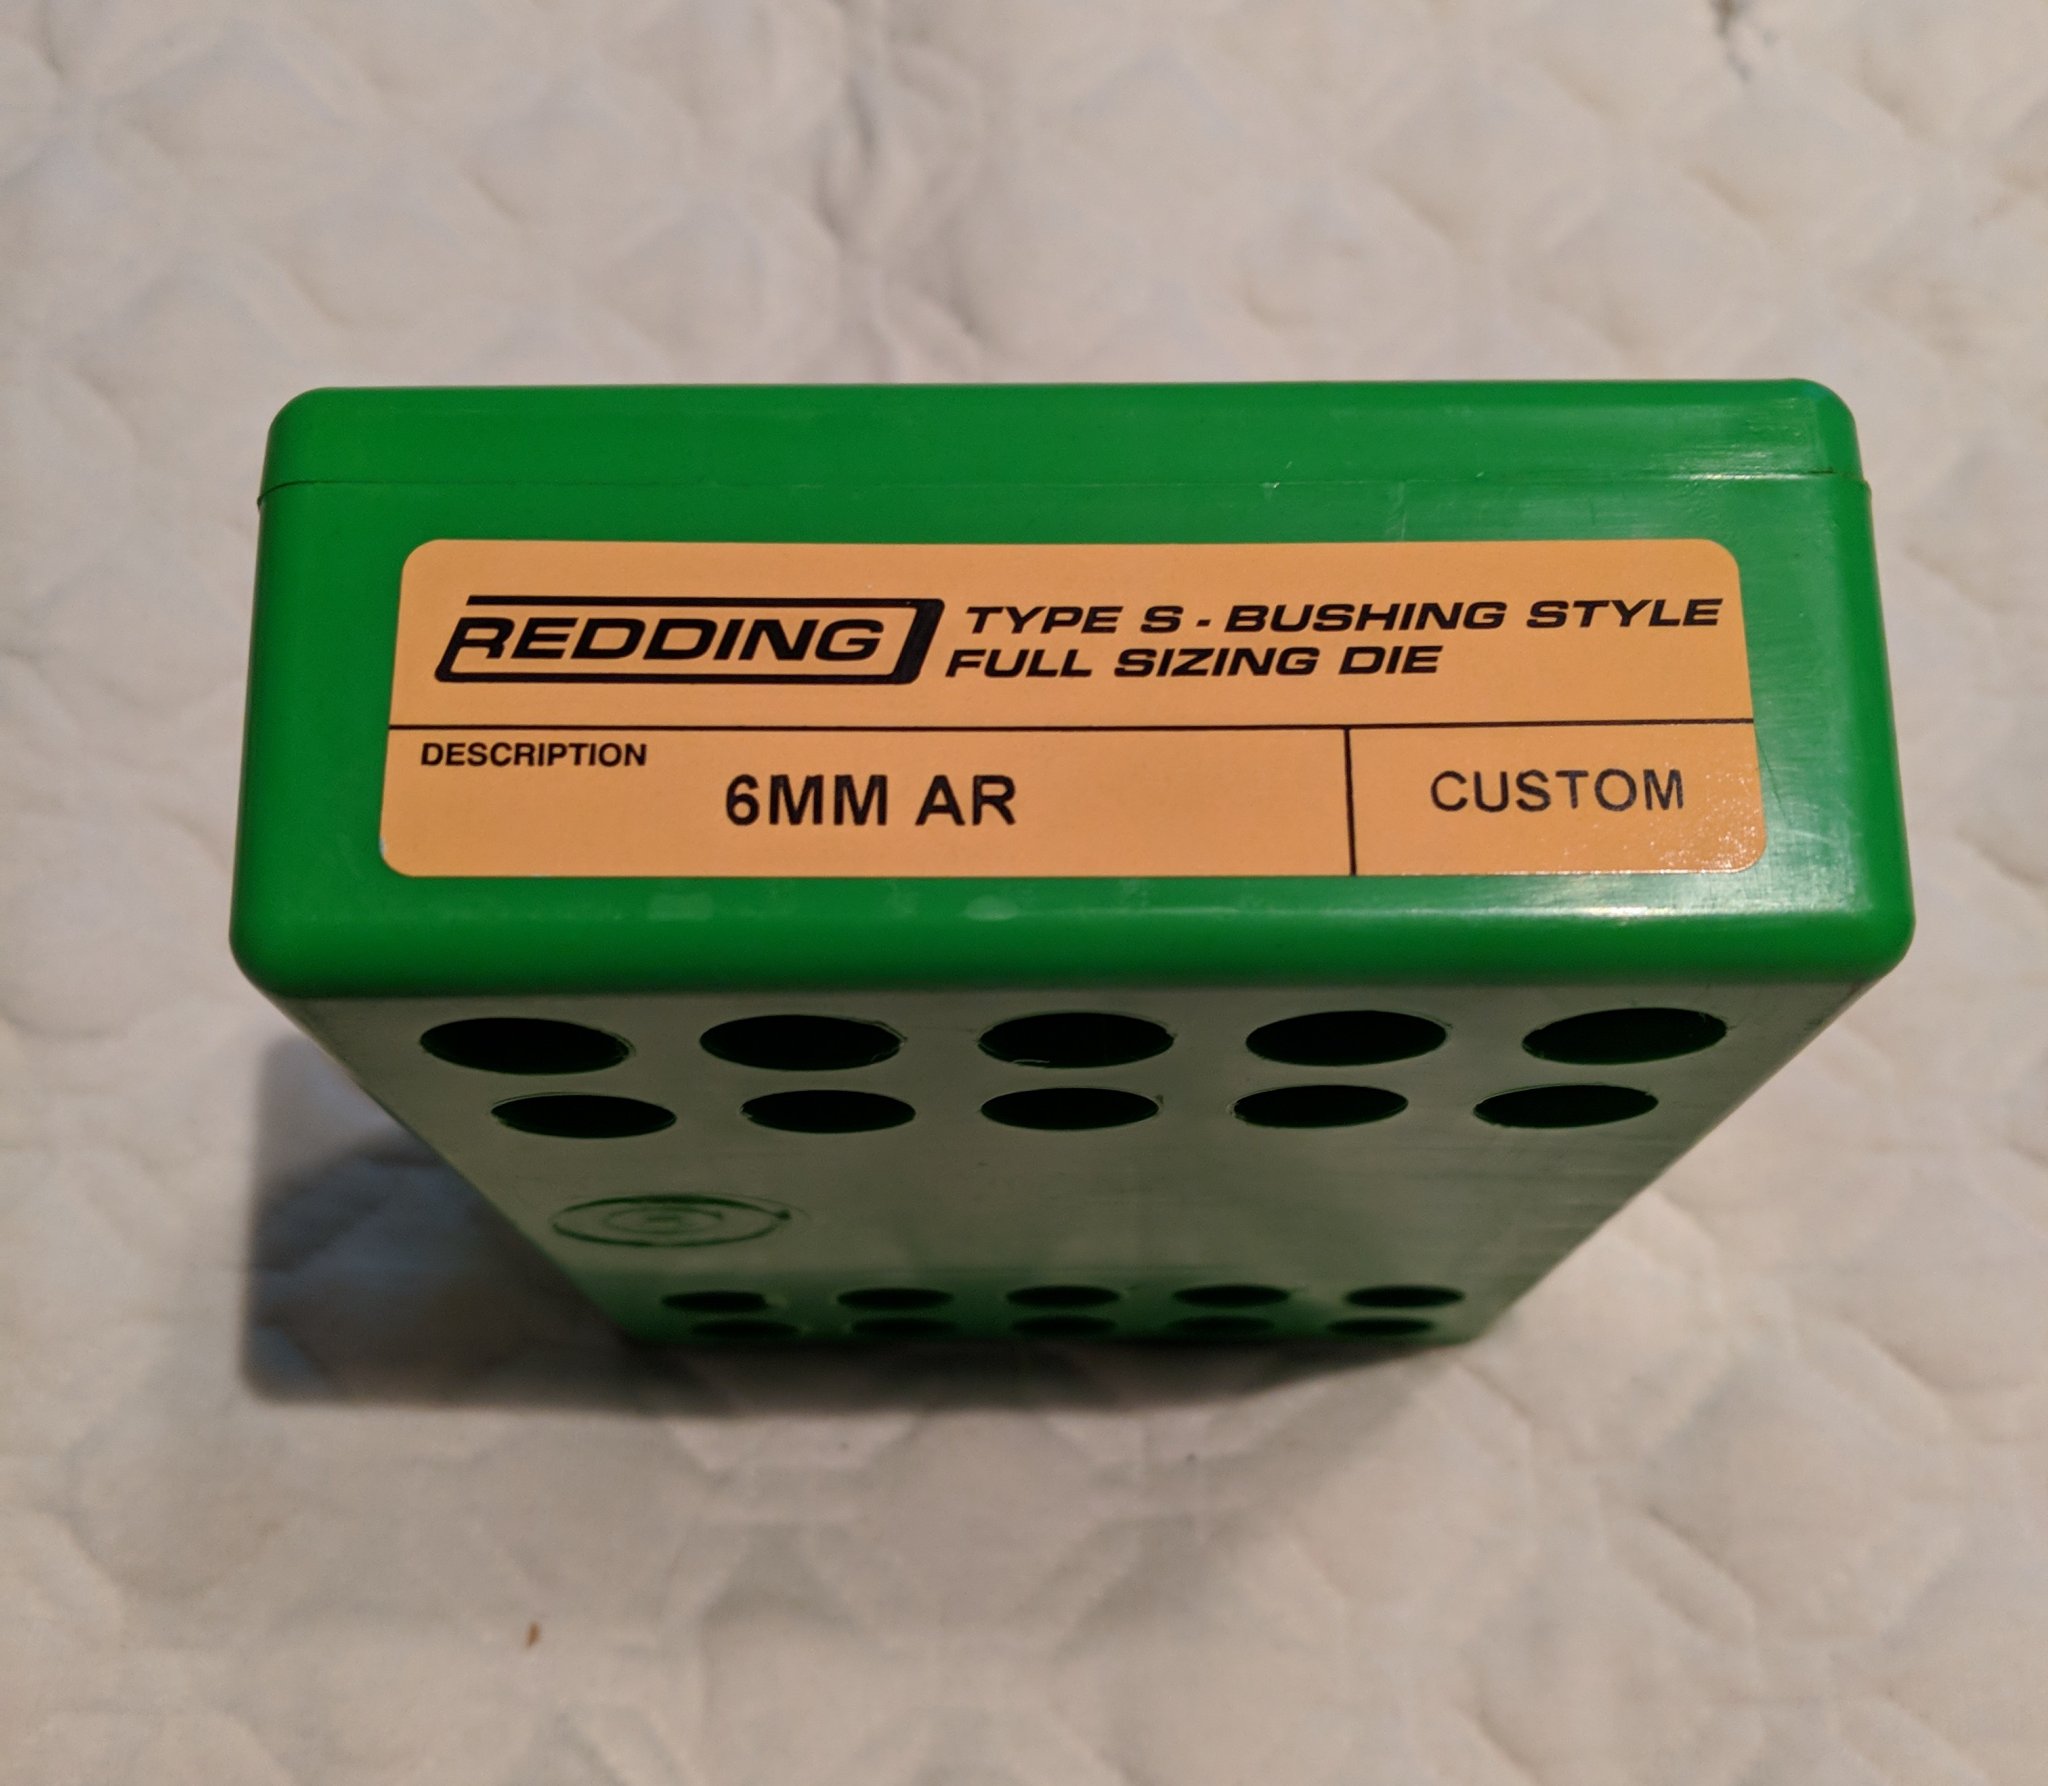 REDDING TYPE S - BUSHING STYLE
FULL SIZING DIE
DESCRIPTION
6MM AR CUSTOM